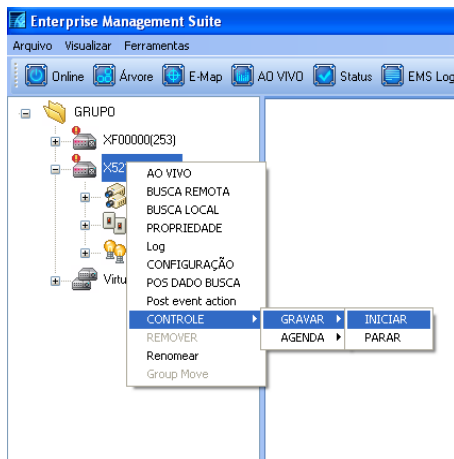 Enterprise Management Suite
Arquivo Visualizar Ferramentas
Online Árvore E-Map AO VIVO Status EMS Log
GRUPO
XF00000(253)
AO VIVO
BUSCA REMOTA
BUSCA LOCAL
PROPRIEDADE
Log
CONFIGURAÇÃO
POS DADO BUSCA
Post event action
CONTROLE GRAVAR INICIAR
REMOVER AGENDA PARAR
Renomear
Group Move